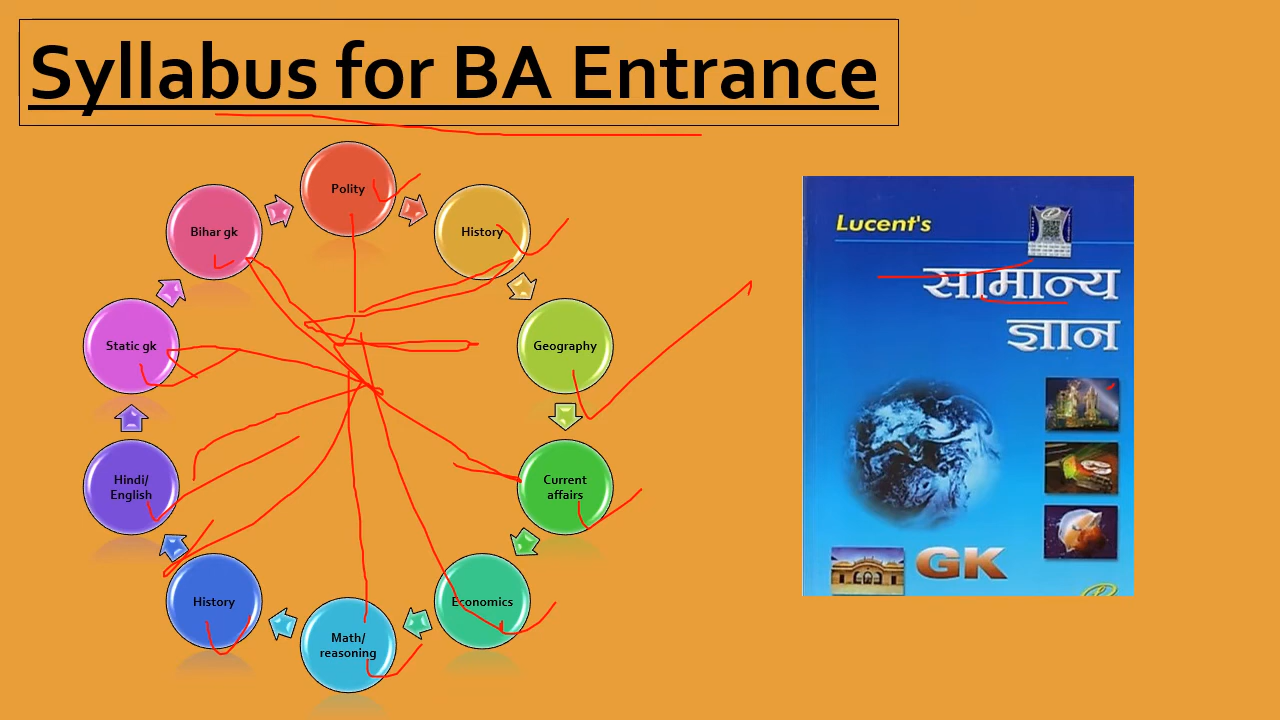 Syllabus for BA Entrance
Polity
History
Geography
Current
affairs
Economics
Math/
reasoning
History
Hindi/
English
Static gk
Bihar gk
Lucent's
सामान्य
ज्ञान
GK